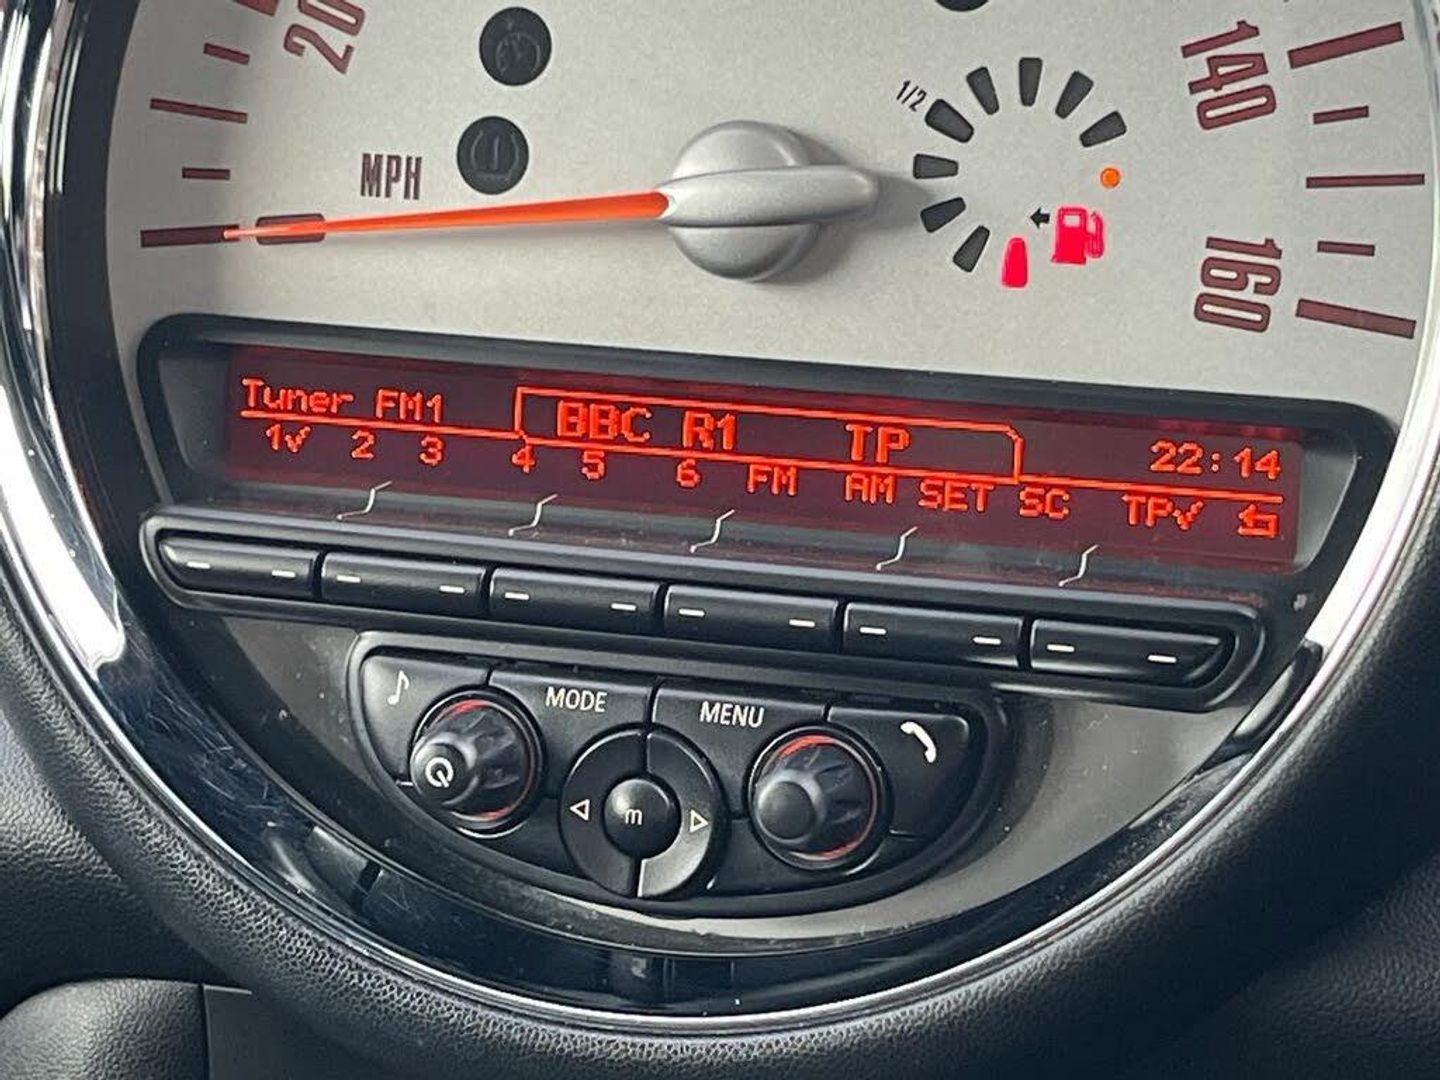 20
MPH
1/2
140
160
Tuner FM1 BBC R1 TP 22:14
1✓ 2 3 4 5 6 FM AM SET SC TP✓
MODE MENU
m